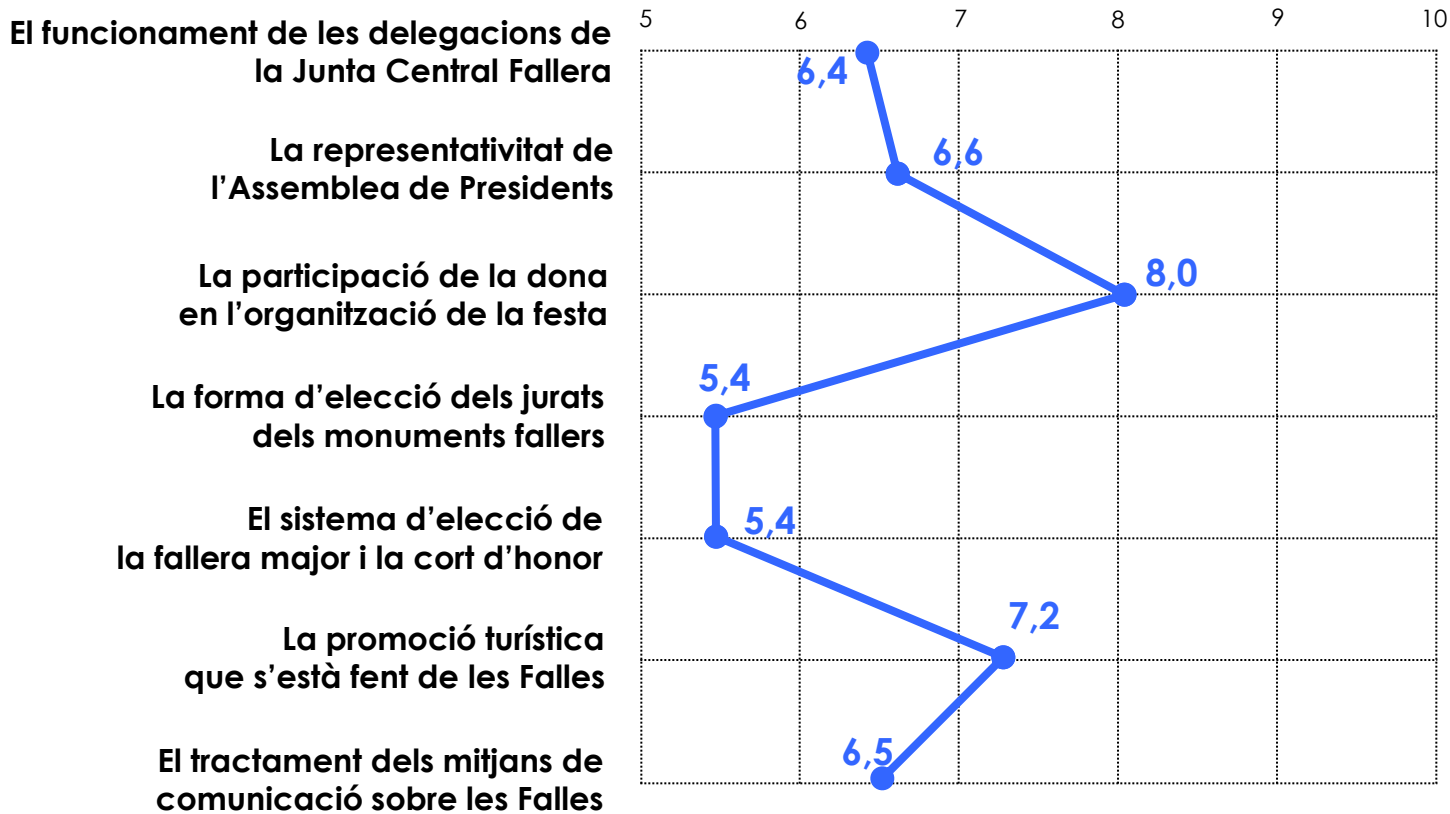 5 6 7 8 9 10
El funcionament de les delegacions de
la Junta Central Fallera
6,4
La representativitat de
l’Assemblea de Presidents
6,6
La participació de la dona
en l’organització de la festa
8,0
La forma d’elecció dels jurats
dels monuments fallers
5,4
El sistema d’elecció de
la fallera major i la cort d’honor
5,4
La promoció turística
que s’està fent de les Falles
7,2
El tractament dels mitjans de
comunicació sobre les Falles
6,5